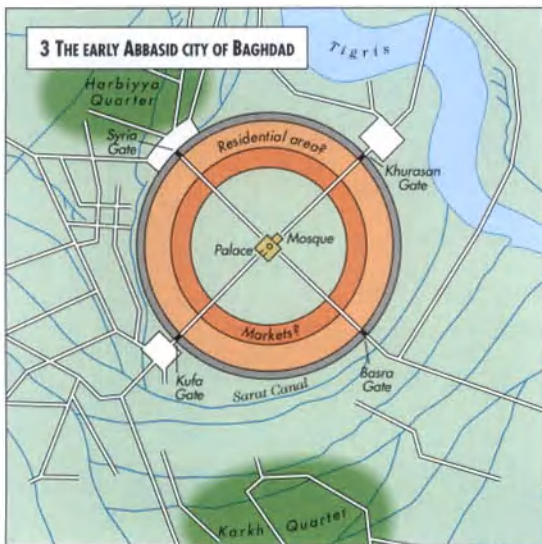 3 THE EARLY ABBASID CITY OF BAGHDAD
Tigris
Harbiyya
Quarter
Syria
Gate
Residential area?
Khurasan
Gate
Mosque
Palace
Markets?
Kufa
Gate
Basra
Gate
Sarat Canal
Karkh Quarter